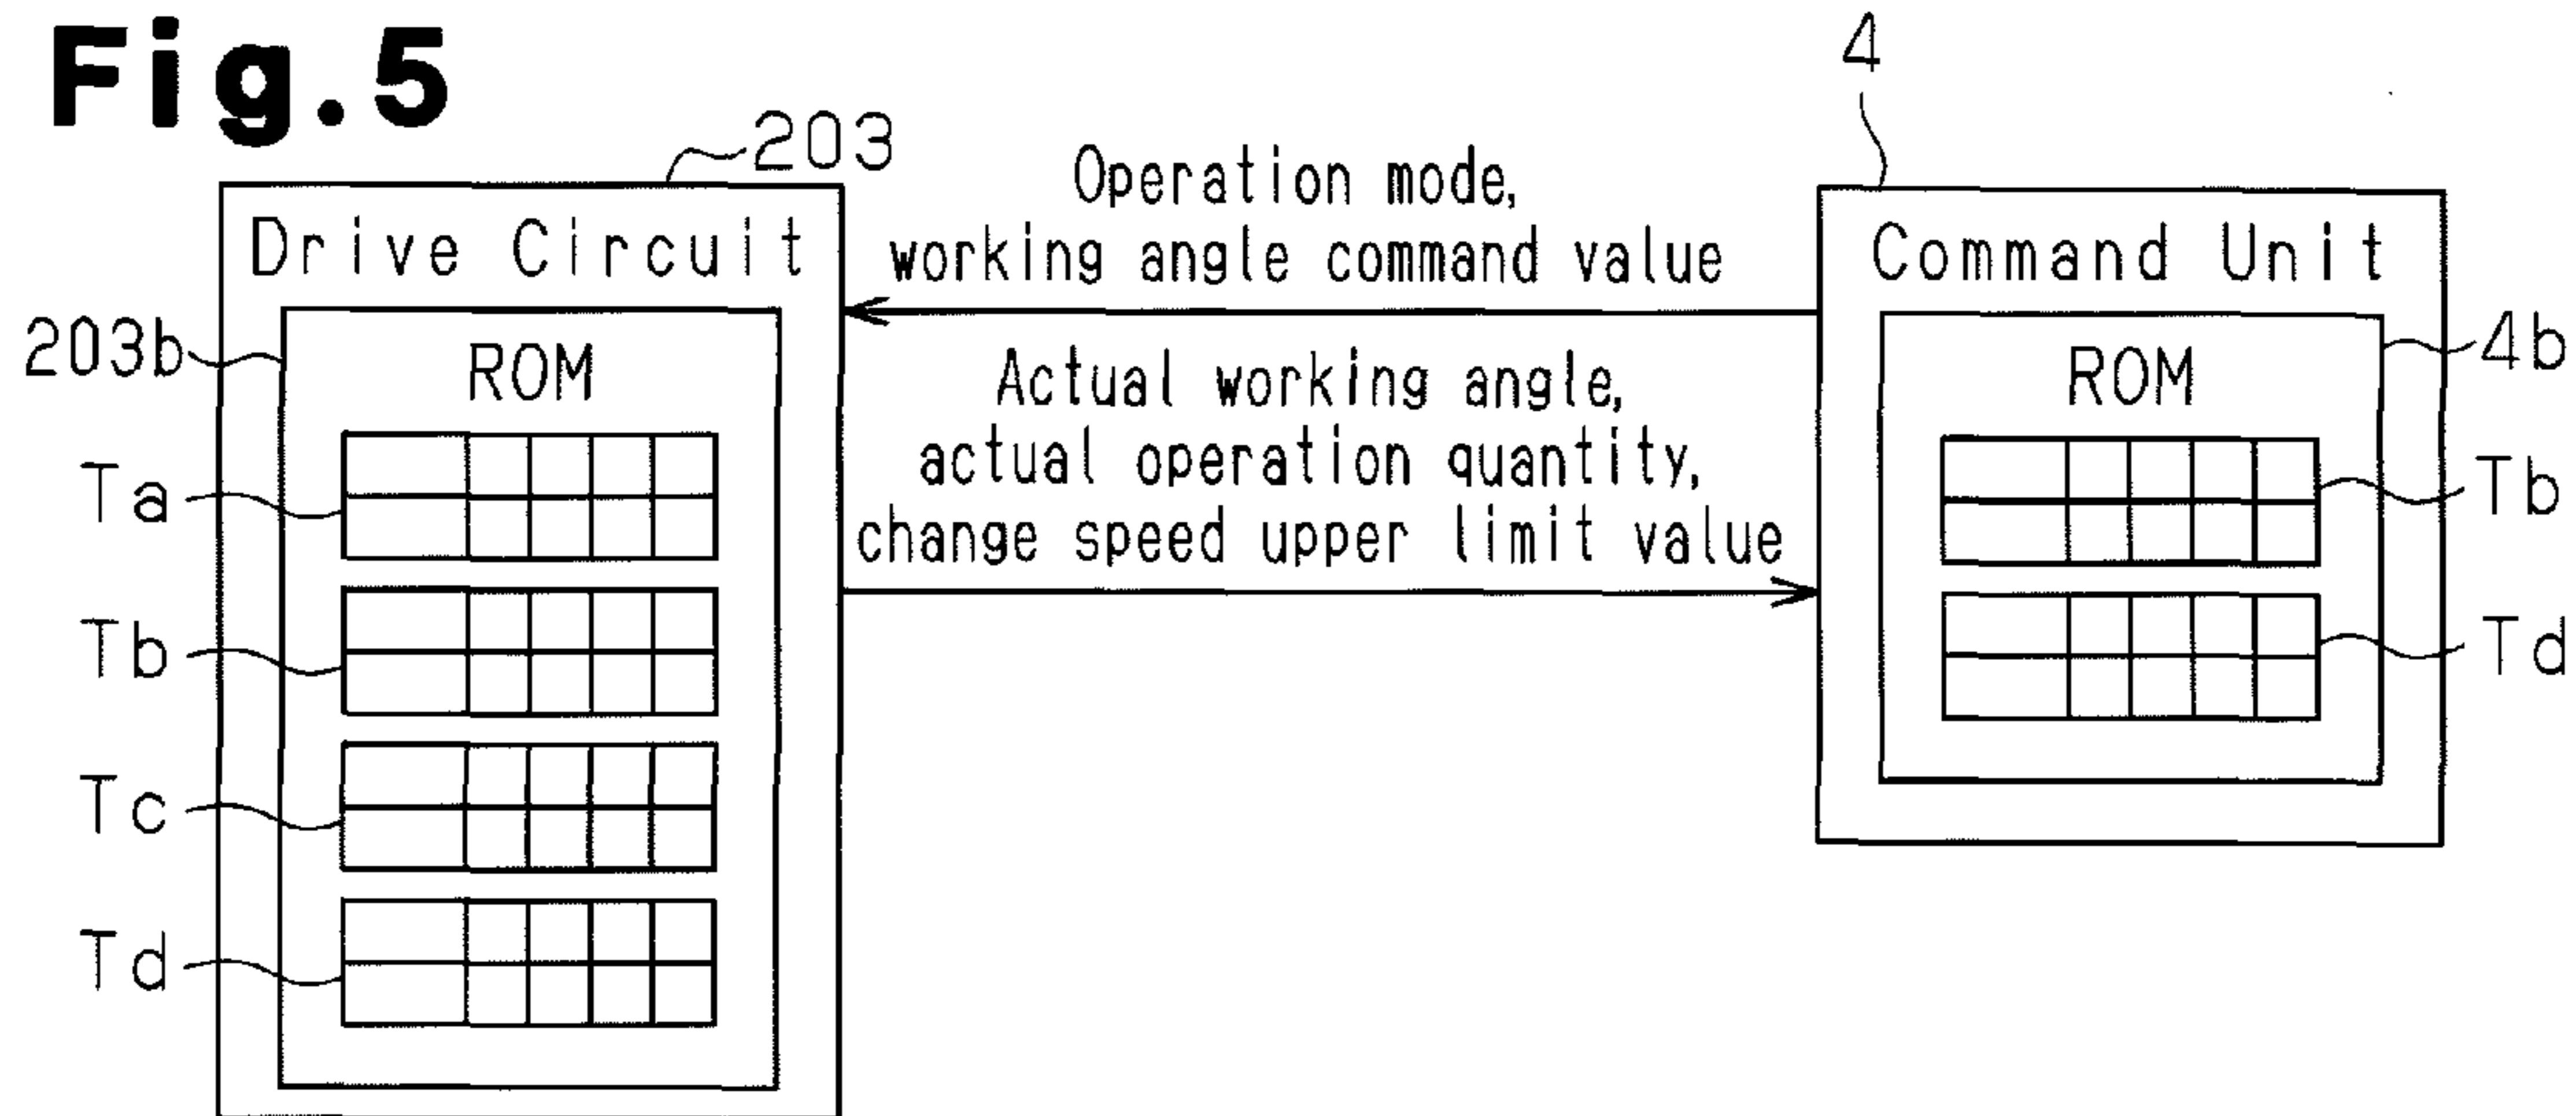 Fig.5
203
4
Operation mode,
working angle command value
Drive Circuit
Command Unit
203b
ROM
ROM
4b
Actual working angle,
actual operation quantity,
change speed upper limit value
Ta
Tb
Tc
Td
Tb
Td